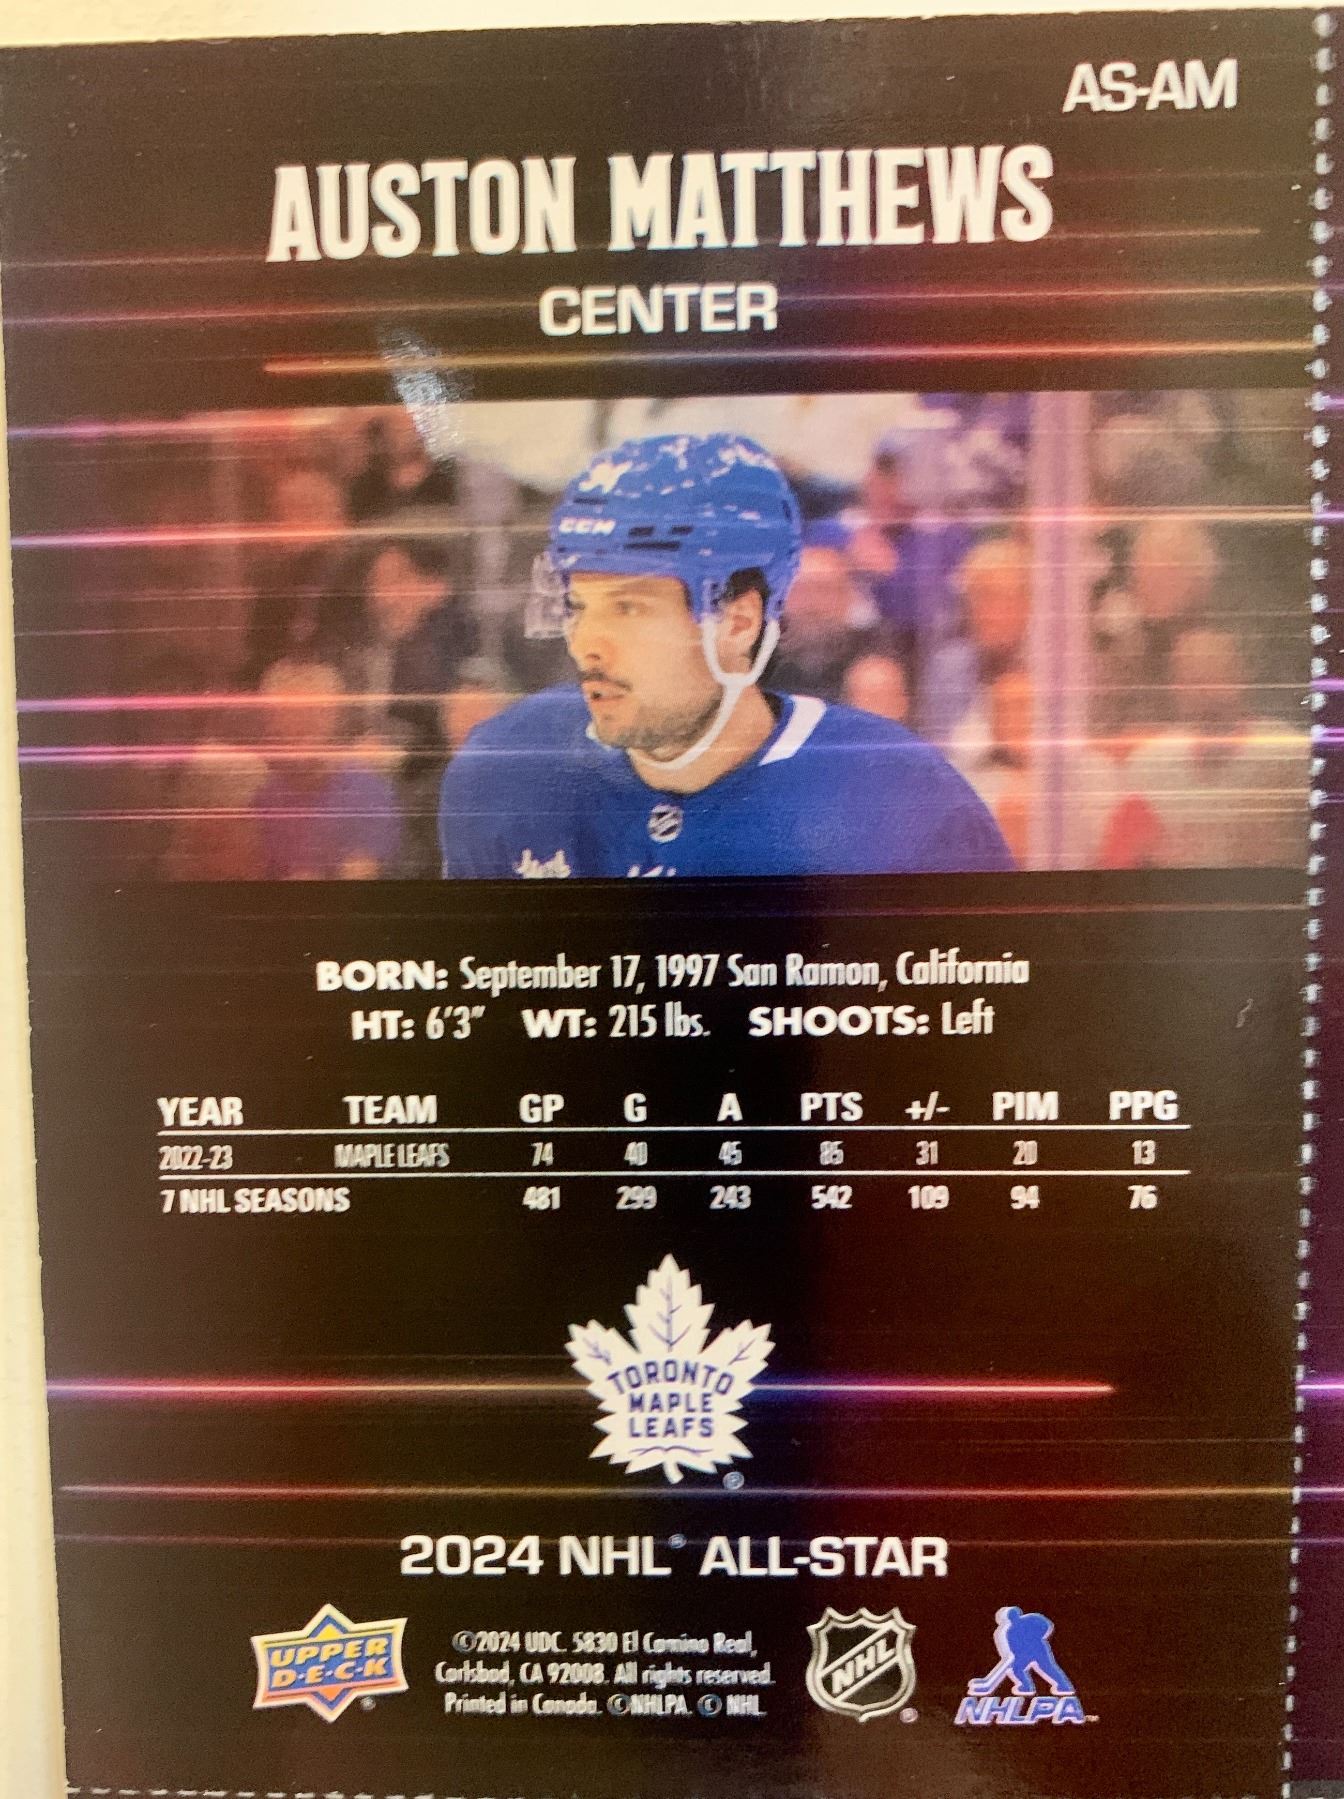 AS-AM
AUSTON MATTHEWS
CENTER
34
CCM
BORN: September 17, 1997 San Ramon, California
HT: 6'3" WT: 215 lbs. SHOOTS: Left
YEAR TEAM GP G A PTS +/- PIM PPG
2022-23 MAPLE LEAFS 74 40 45 85 31 20 13
7 NHL SEASONS 481 299 243 542 109 94 76
TORONTO
MAPLE
LEAFS
®
2024 NHL® ALL-STAR
UPPER
D·E·C·K
®
©2024 UDC. 5830 El Camino Real,
Carlsbad, CA 92008. All rights reserved.
Printed in Canada. ©NHLPA. © NHL.
NHL
®
NHLPA™